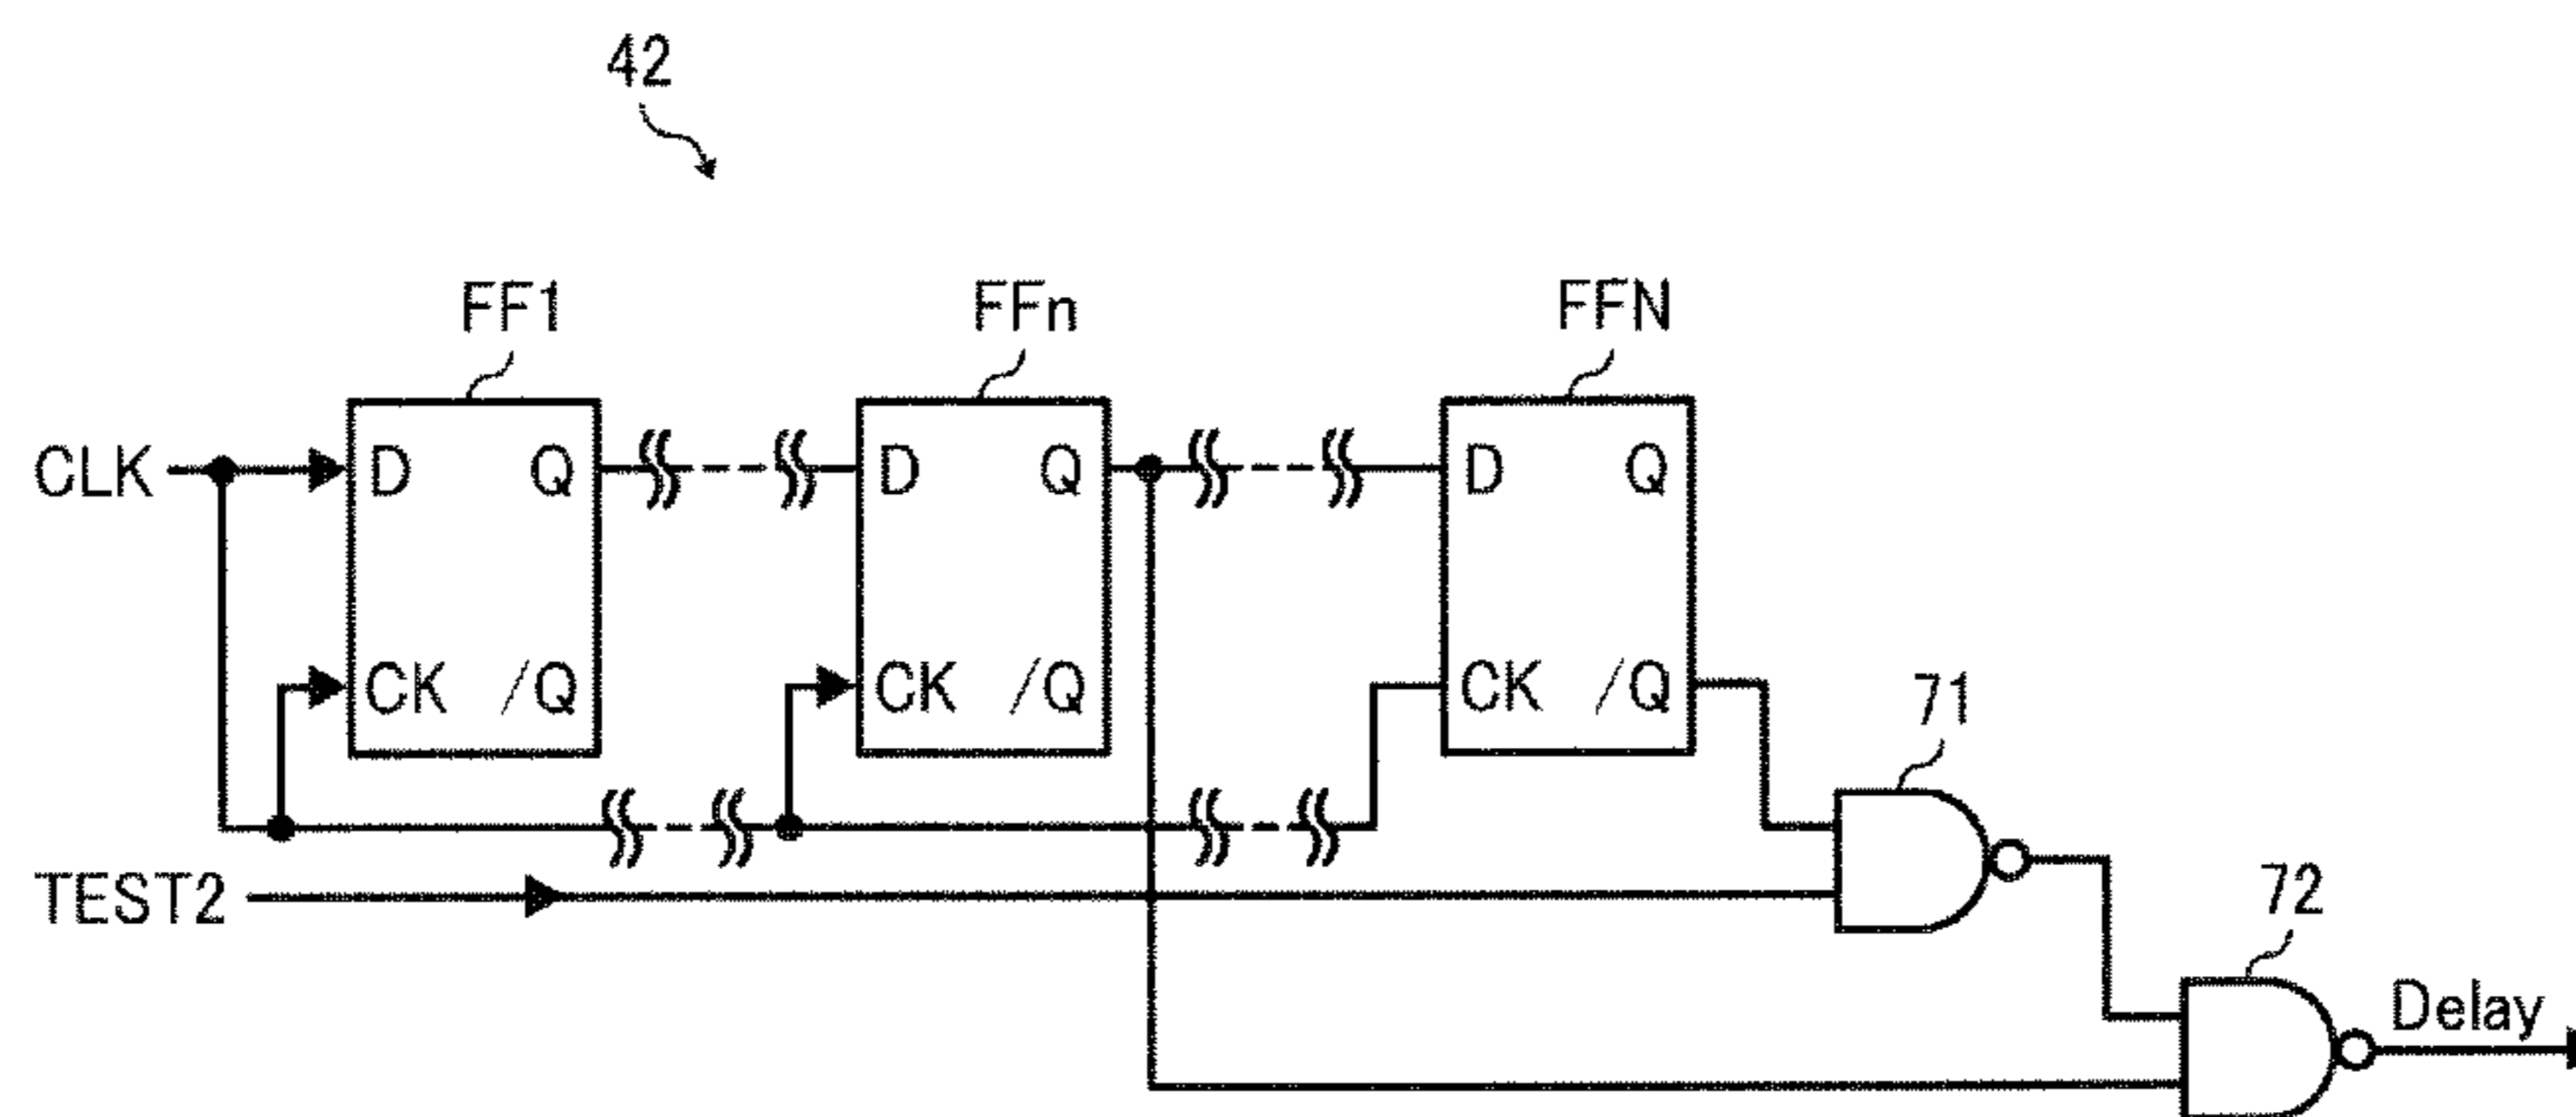 42
FF1 FFn FFN
CLK D Q D Q D Q
CK /Q CK /Q CK /Q
71
TEST2
72
Delay